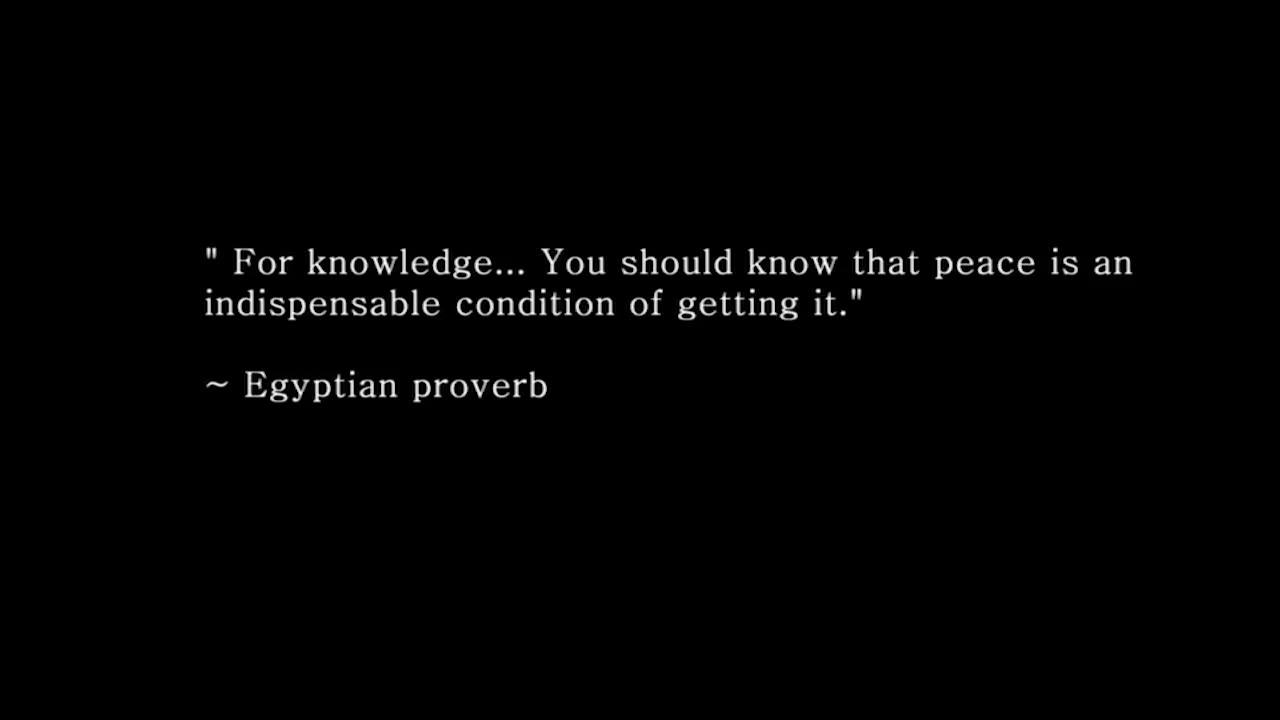 " For knowledge... You should know that peace is an
indispensable condition of getting it."
~ Egyptian proverb